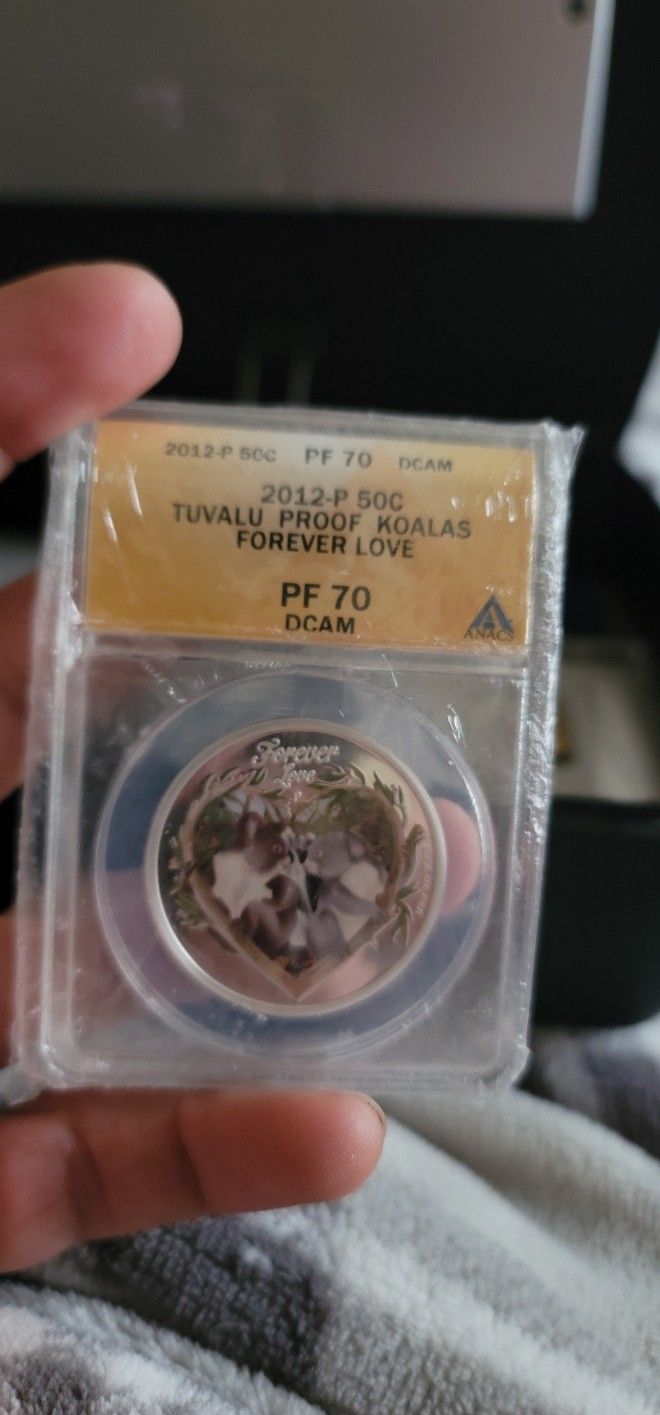 2012-P 50C PF 70 DCAM
2012-P 50C
TUVALU PROOF KOALAS
FOREVER LOVE
PF 70
DCAM
ANACS
Forever
Love